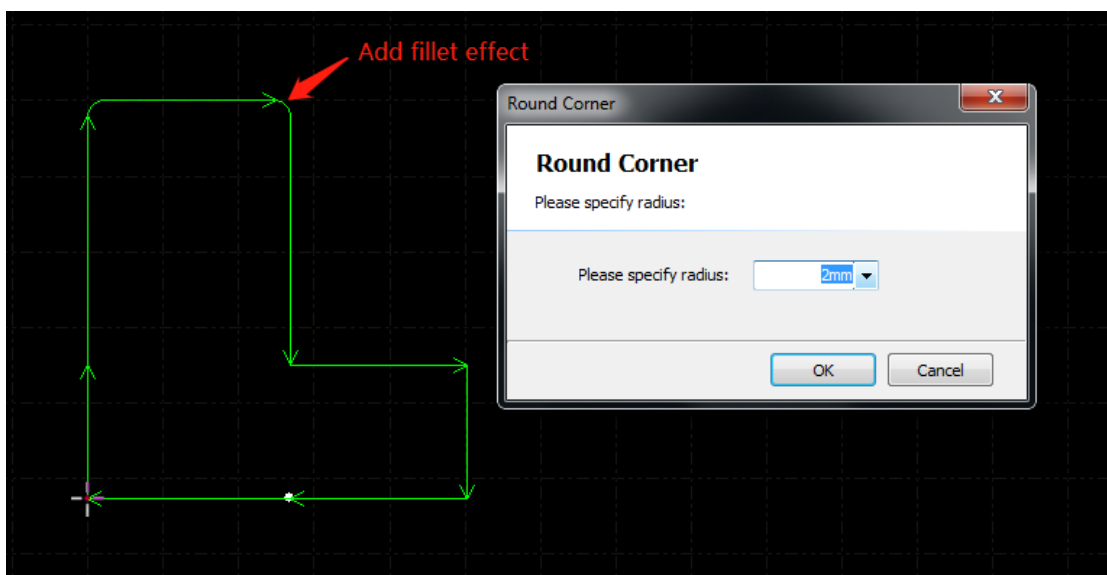 Add fillet effect
Round Corner
Round Corner
Please specify radius:
Please specify radius: 2mm
OK Cancel